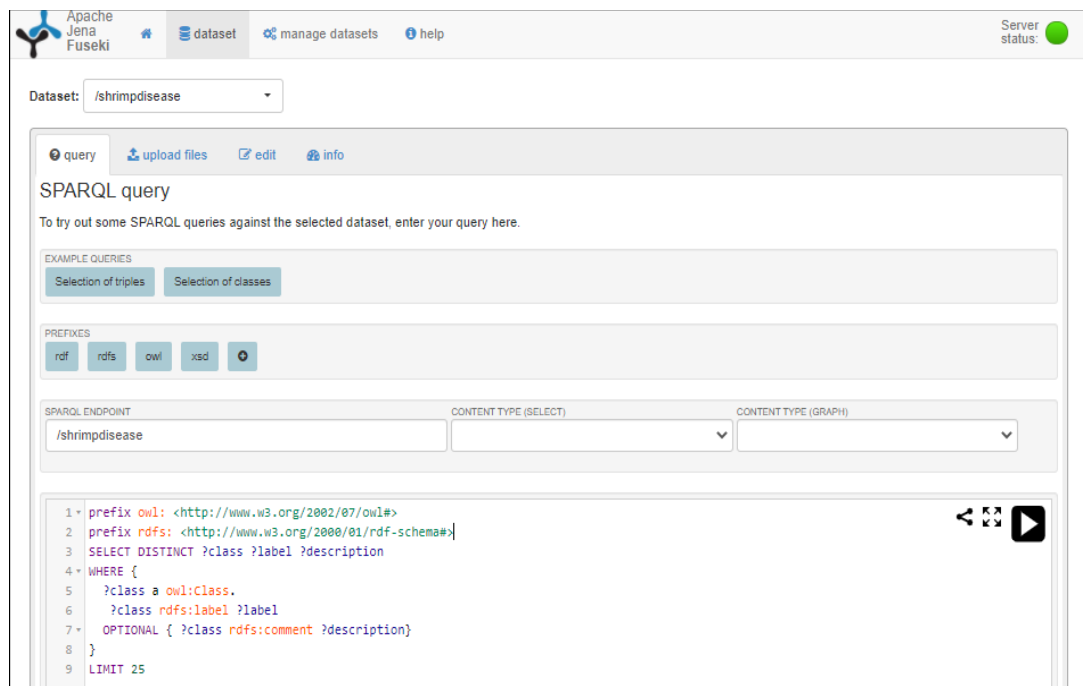 Apache
Jena
Fuseki
dataset
manage datasets
help
Server
status:
Dataset:
/shrimpdisease
query
upload files
edit
info
SPARQL query
To try out some SPARQL queries against the selected dataset, enter your query here.
EXAMPLE QUERIES
Selection of triples
Selection of classes
PREFIXES
rdf
rdfs
owl
xsd
SPARQL ENDPOINT
CONTENT TYPE (SELECT)
CONTENT TYPE (GRAPH)
/shrimpdisease
1 prefix owl: <http://www.w3.org/2002/07/owl#>
2 prefix rdfs: <http://www.w3.org/2000/01/rdf-schema#>
3 SELECT DISTINCT ?class ?label ?description
4 WHERE {
5 ?class a owl:Class.
6 ?class rdfs:label ?label
7 OPTIONAL { ?class rdfs:comment ?description}
8 }
9 LIMIT 25